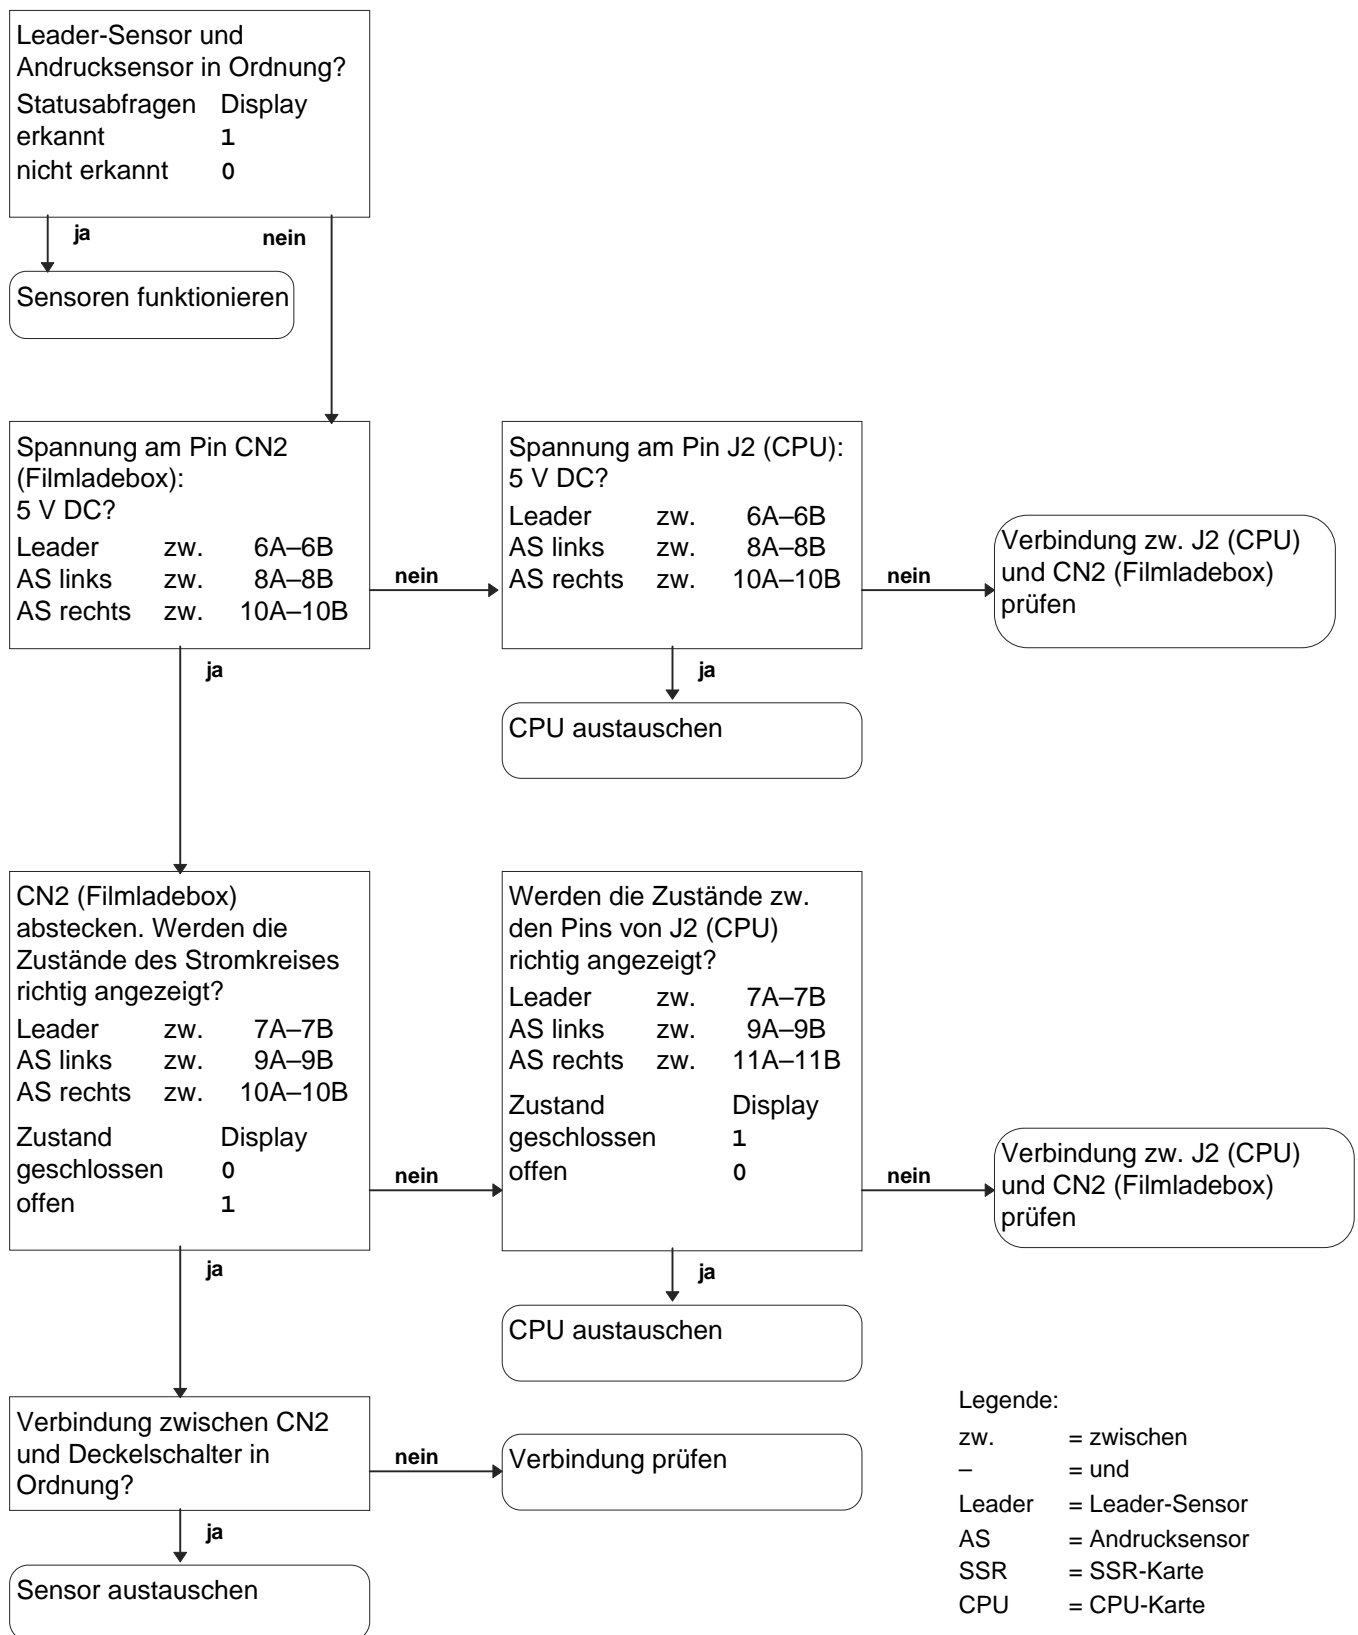 Leader-Sensor und
Andrucksensor in Ordnung?
Statusabfragen Display
erkannt 1
nicht erkannt 0
ja
nein
Sensoren funktionieren
Spannung am Pin CN2
(Filmladebox):
5 V DC?
Leader zw. 6A–6B
AS links zw. 8A–8B
AS rechts zw. 10A–10B
nein
Spannung am Pin J2 (CPU):
5 V DC?
Leader zw. 6A–6B
AS links zw. 8A–8B
AS rechts zw. 10A–10B
nein
Verbindung zw. J2 (CPU)
und CN2 (Filmladebox)
prüfen
ja
ja
CPU austauschen
CN2 (Filmladebox)
abstecken. Werden die
Zustände des Stromkreises
richtig angezeigt?
Leader zw. 7A–7B
AS links zw. 9A–9B
AS rechts zw. 10A–10B
Zustand Display
geschlossen 0
offen 1
nein
Werden die Zustände zw.
den Pins von J2 (CPU)
richtig angezeigt?
Leader zw. 7A–7B
AS links zw. 9A–9B
AS rechts zw. 11A–11B
Zustand Display
geschlossen 1
offen 0
nein
Verbindung zw. J2 (CPU)
und CN2 (Filmladebox)
prüfen
ja
ja
CPU austauschen
Verbindung zwischen CN2
und Deckelschalter in
Ordnung?
nein
Verbindung prüfen
ja
Sensor austauschen
Legende:
zw. = zwischen
– = und
Leader = Leader-Sensor
AS = Andrucksensor
SSR = SSR-Karte
CPU = CPU-Karte